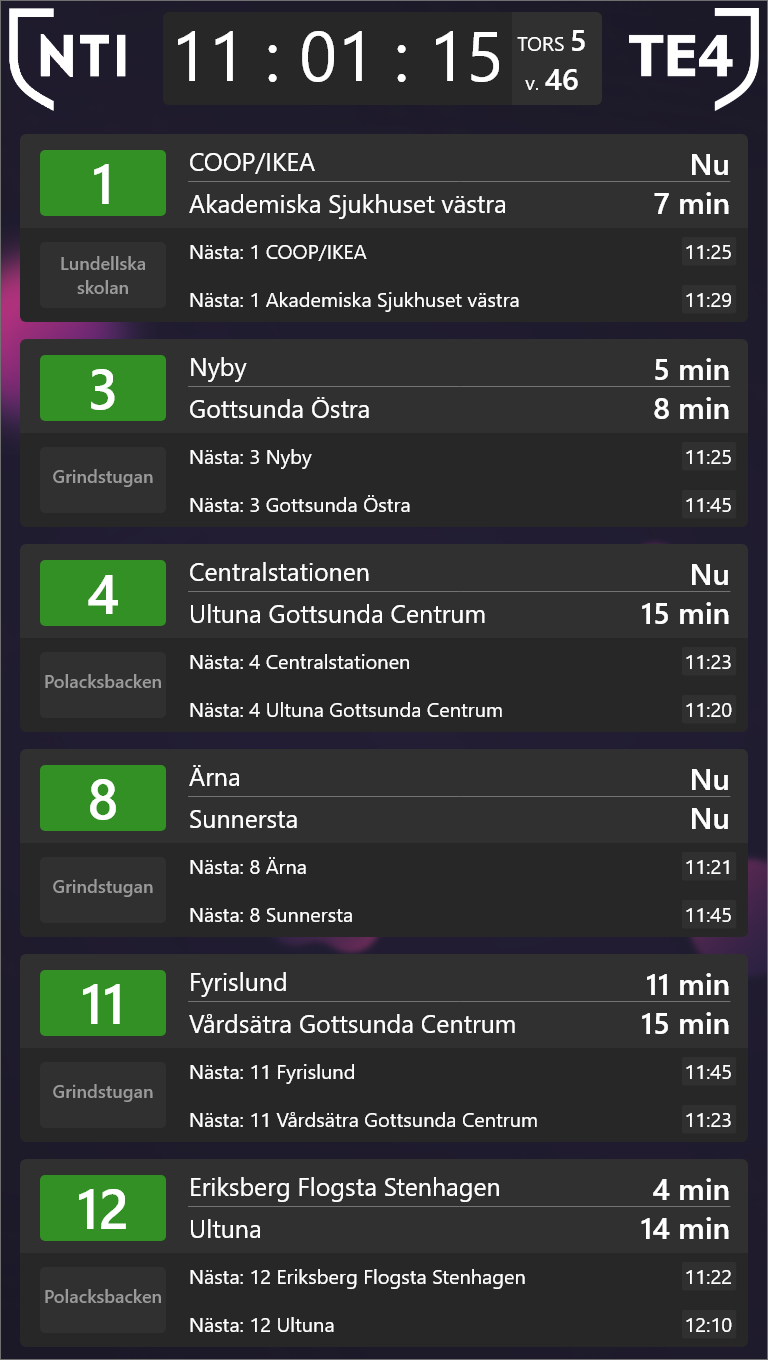 NTI
11 : 01 : 15
TORS 5
v. 46
TE4
1
COOP/IKEA Nu
Akademiska Sjukhuset västra 7 min
Lundellska
skolan
Nästa: 1 COOP/IKEA 11:25
Nästa: 1 Akademiska Sjukhuset västra 11:29
3
Nyby 5 min
Gottsunda Östra 8 min
Grindstugan
Nästa: 3 Nyby 11:25
Nästa: 3 Gottsunda Östra 11:45
4
Centralstationen Nu
Ultuna Gottsunda Centrum 15 min
Polacksbacken
Nästa: 4 Centralstationen 11:23
Nästa: 4 Ultuna Gottsunda Centrum 11:20
8
Ärna Nu
Sunnersta Nu
Grindstugan
Nästa: 8 Ärna 11:21
Nästa: 8 Sunnersta 11:45
11
Fyrislund 11 min
Vårdsätra Gottsunda Centrum 15 min
Grindstugan
Nästa: 11 Fyrislund 11:45
Nästa: 11 Vårdsätra Gottsunda Centrum 11:23
12
Eriksberg Flogsta Stenhagen 4 min
Ultuna 14 min
Polacksbacken
Nästa: 12 Eriksberg Flogsta Stenhagen 11:22
Nästa: 12 Ultuna 12:10